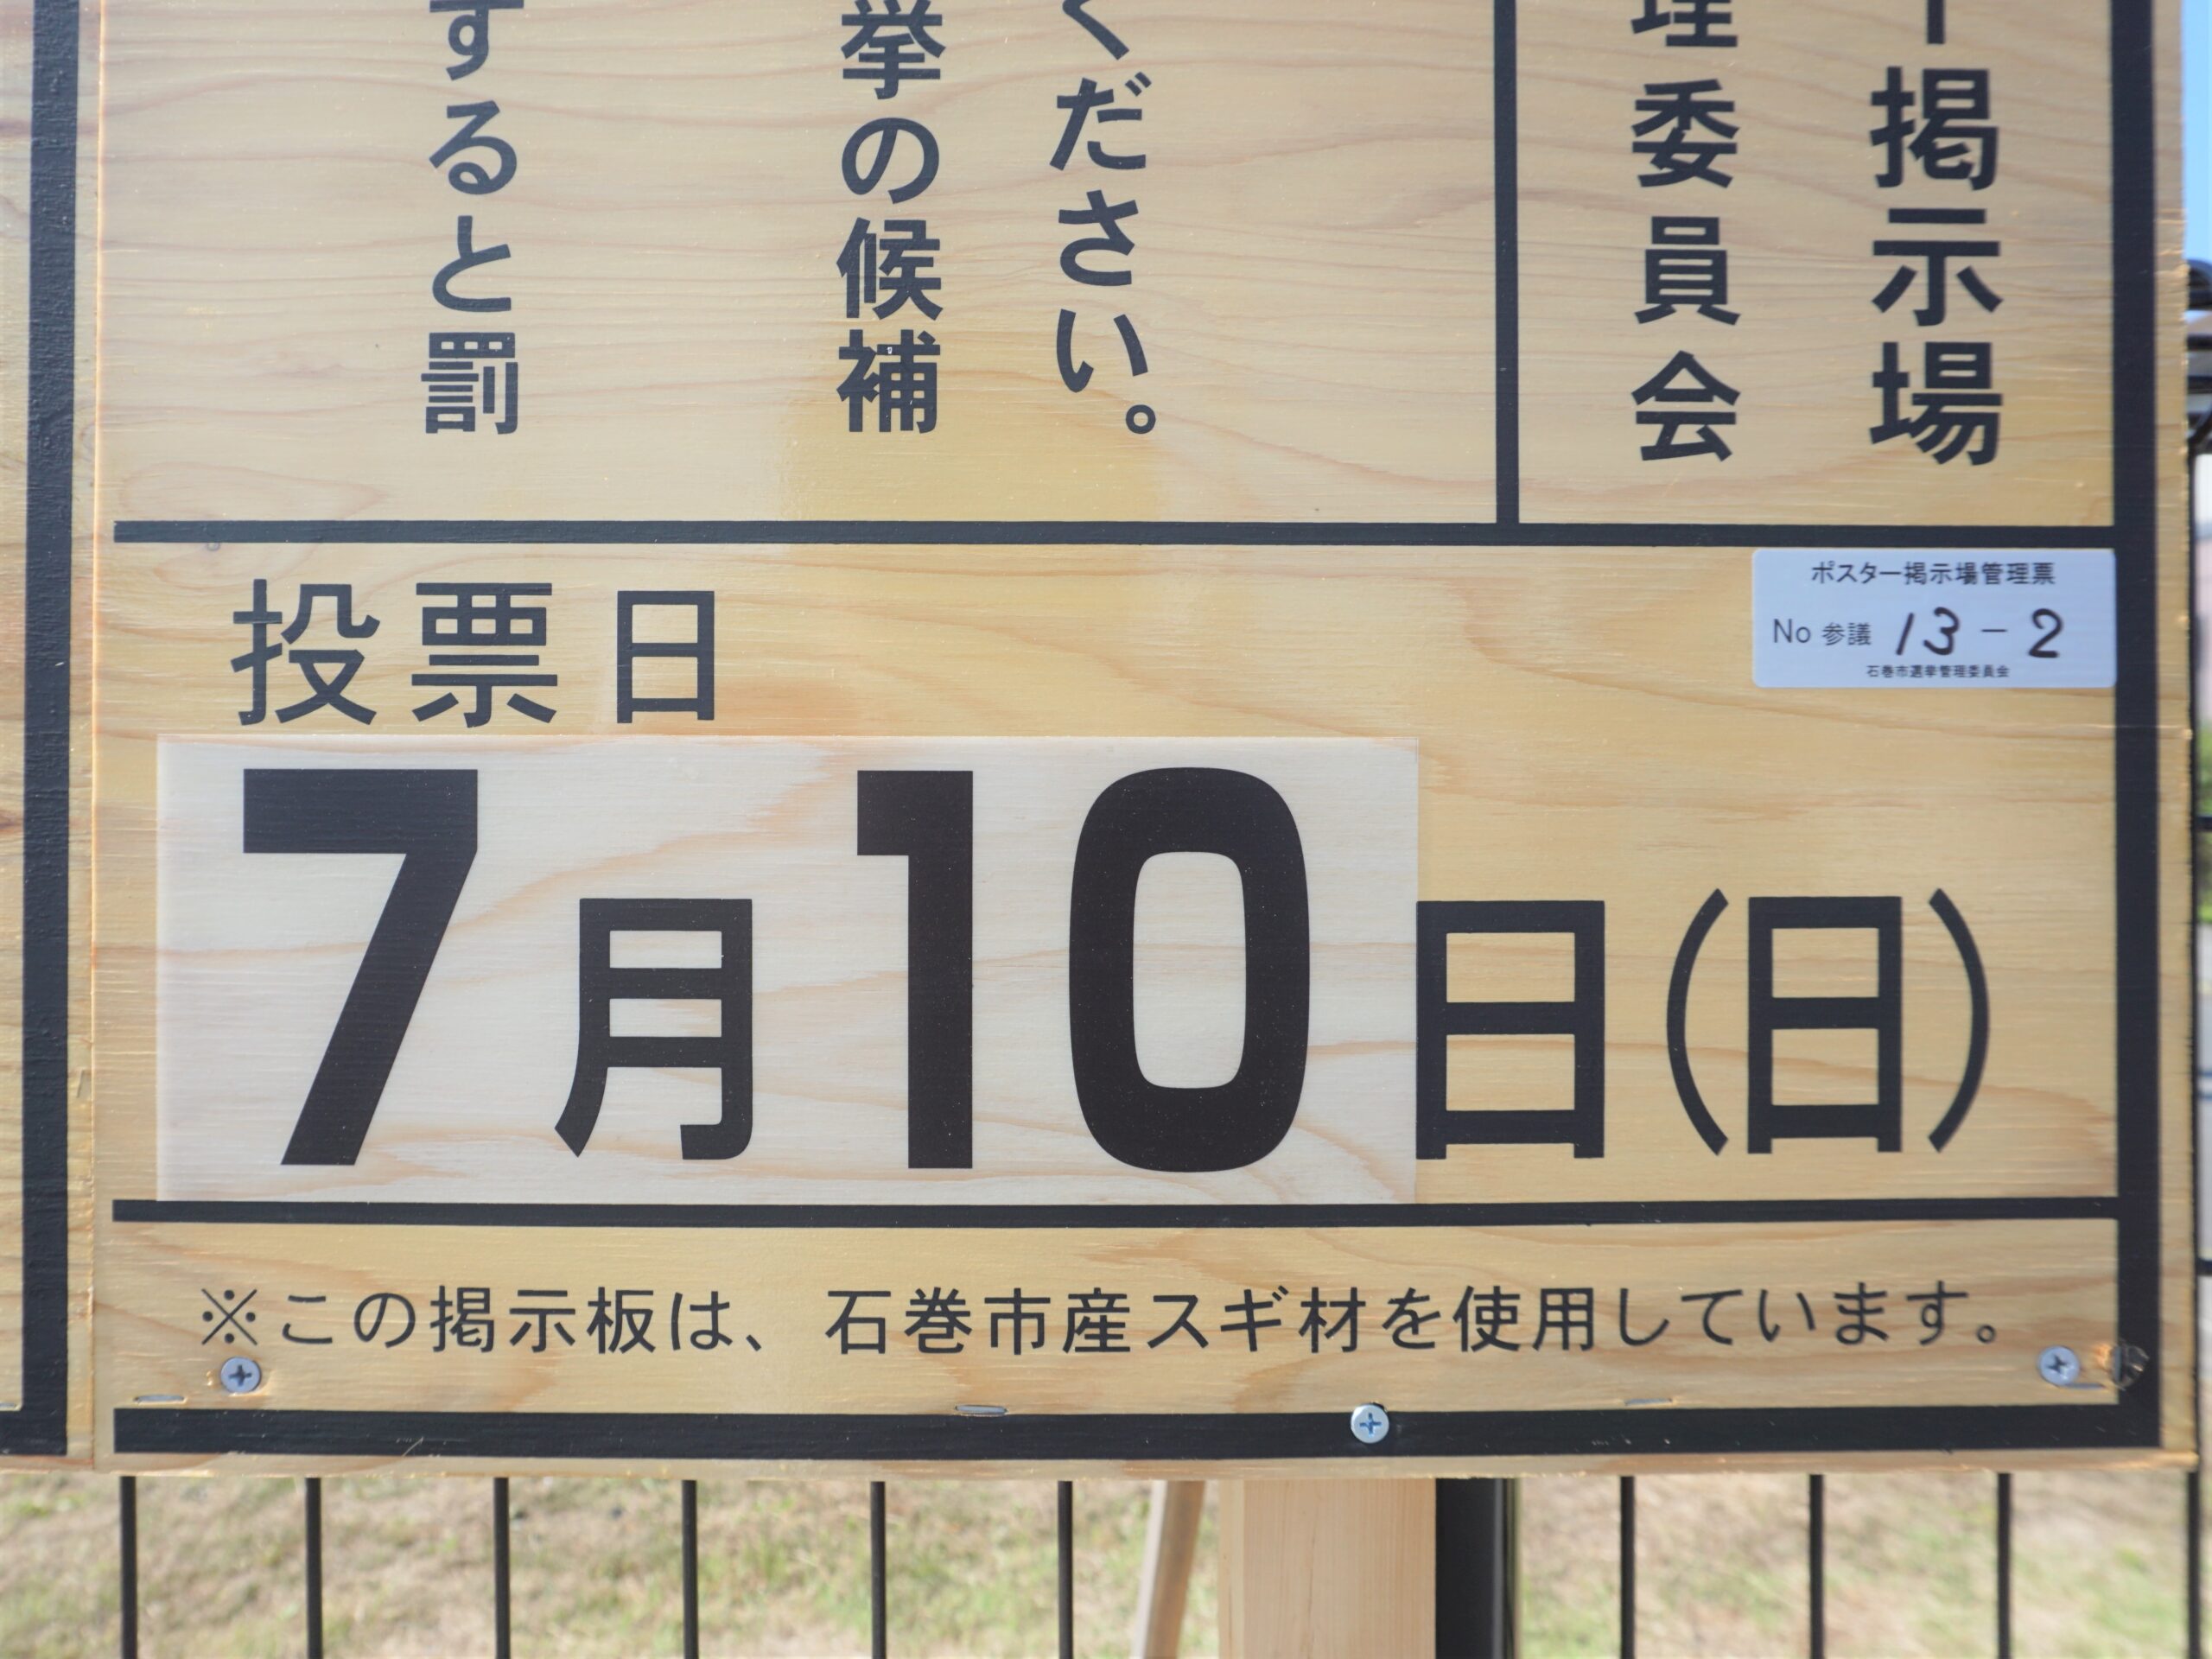 ー掲示場
理委員会
ください。
挙の候補
すると罰
ポスター掲示場管理票
No 参議 13-2
石巻市選挙管理委員会
投票日
7月10日(日)
※この掲示板は、石巻市産スギ材を使用しています。